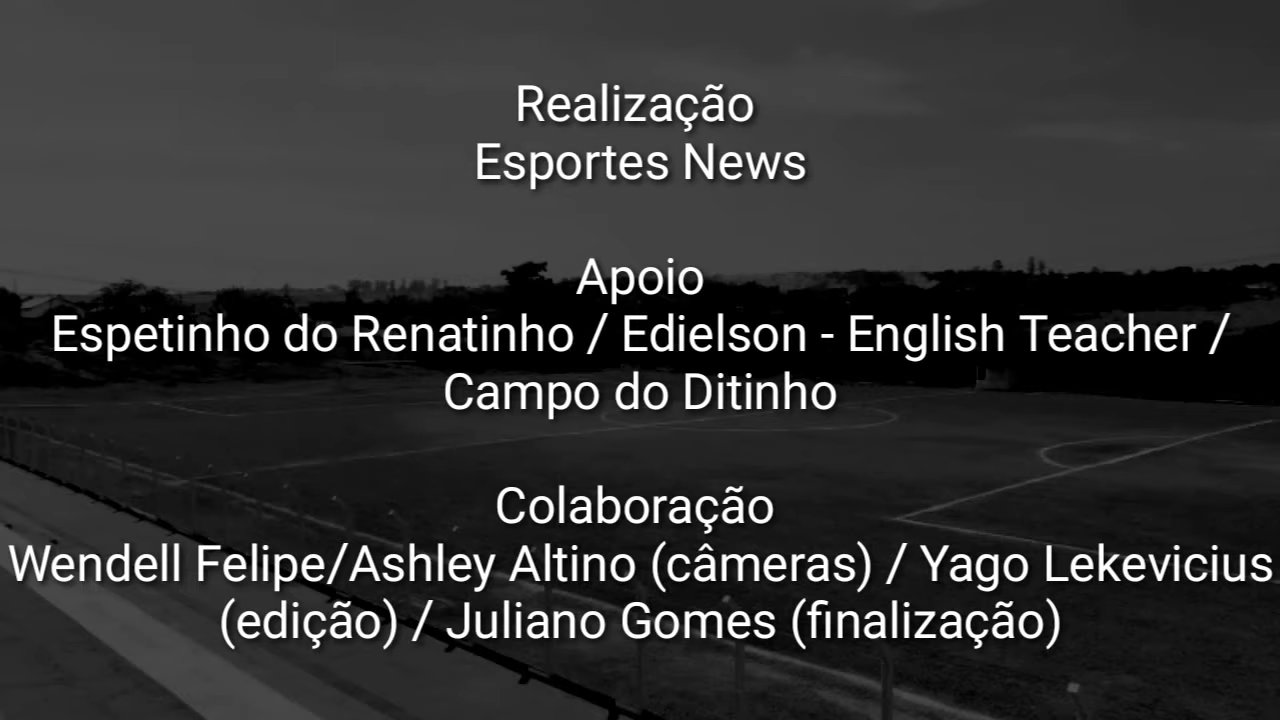 Realização
Esportes News
Apoio
Espetinho do Renatinho / Edielson - English Teacher /
Campo do Ditinho
Colaboração
Wendell Felipe/Ashley Altino (câmeras) / Yago Lekevicius
(edição) / Juliano Gomes (finalização)